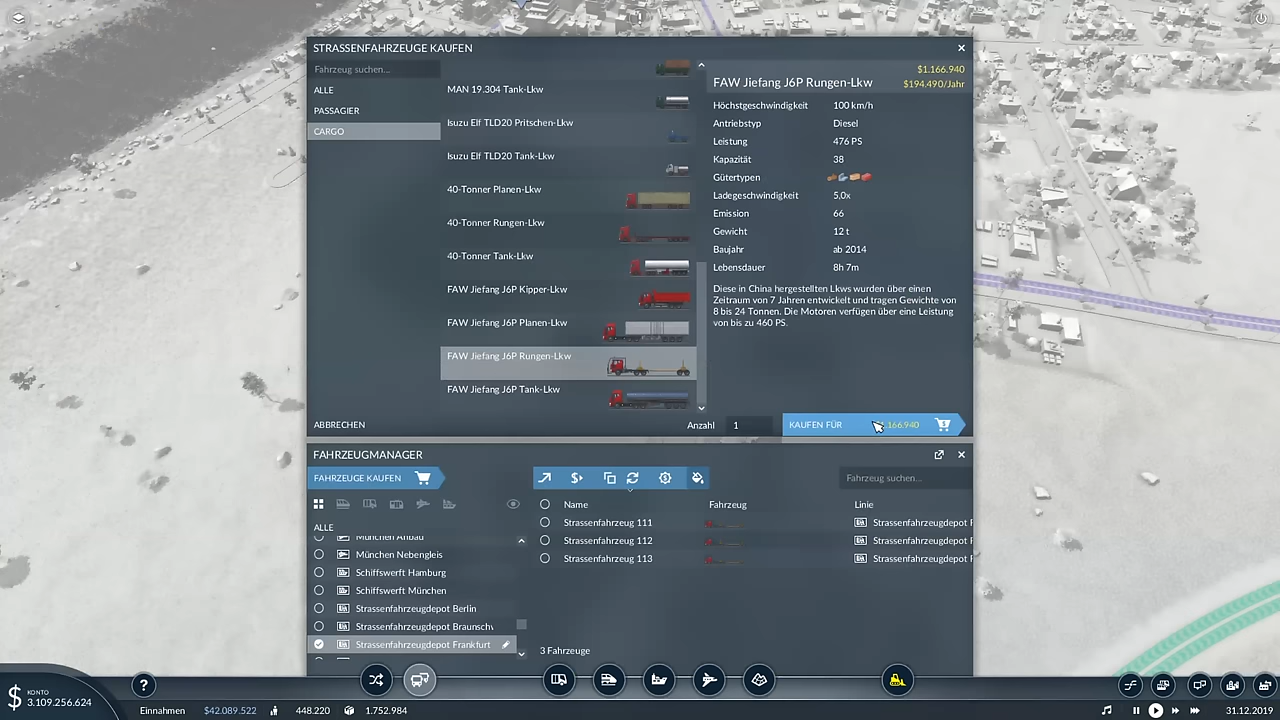 STRASSENFAHRZEUGE KAUFEN
Fahrzeug suchen...
ALLE
PASSAGIER
CARGO
MAN 19.304 Tank-Lkw
Isuzu Elf TLD20 Pritschen-Lkw
Isuzu Elf TLD20 Tank-Lkw
40-Tonner Planen-Lkw
40-Tonner Rungen-Lkw
40-Tonner Tank-Lkw
FAW Jiefang J6P Kipper-Lkw
FAW Jiefang J6P Planen-Lkw
FAW Jiefang J6P Rungen-Lkw
FAW Jiefang J6P Tank-Lkw
$1.166.940
FAW Jiefang J6P Rungen-Lkw $194.490/Jahr
Höchstgeschwindigkeit 100 km/h
Antriebstyp Diesel
Leistung 476 PS
Kapazität 38
Gütertypen
Ladegeschwindigkeit 5,0x
Emission 66
Gewicht 12 t
Baujahr ab 2014
Lebensdauer 8h 7m
Diese in China hergestellten Lkws wurden über einen
Zeitraum von 7 Jahren entwickelt und tragen Gewichte von
8 bis 24 Tonnen. Die Motoren verfügen über eine Leistung
von bis zu 460 PS.
ABBRECHEN
Anzahl 1
KAUFEN FÜR .166.940
FAHRZEUGMANAGER
FAHRZEUGE KAUFEN
Fahrzeug suchen...
ALLE
München Anbau
München Nebengleis
Schiffswerft Hamburg
Schiffswerft München
Strassenfahrzeugdepot Berlin
Strassenfahrzeugdepot Braunschw
Strassenfahrzeugdepot Frankfurt
Name Fahrzeug Linie
Strassenfahrzeug 111 Strassenfahrzeugdepot F
Strassenfahrzeug 112 Strassenfahrzeugdepot F
Strassenfahrzeug 113 Strassenfahrzeugdepot F
3 Fahrzeuge
$ KONTO
3.109.256.624
?
Einnahmen $42.089.522 448.220 1.752.984
31.12.2019